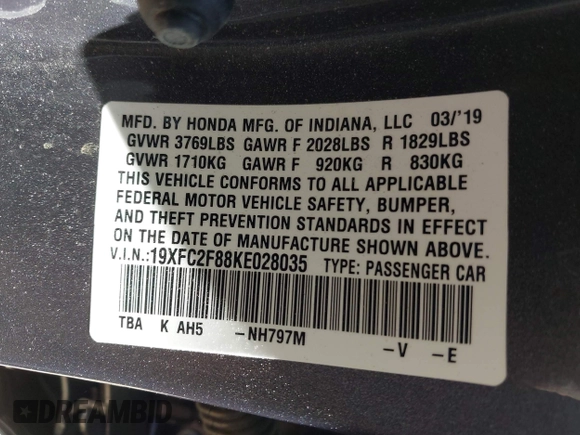 MFD. BY HONDA MFG. OF INDIANA, LLC 03/'19
GVWR 3769LBS GAWR F 2028LBS R 1829LBS
GVWR 1710KG GAWR F 920KG R 830KG
THIS VEHICLE CONFORMS TO ALL APPLICABLE
FEDERAL MOTOR VEHICLE SAFETY, BUMPER,
AND THEFT PREVENTION STANDARDS IN EFFECT
ON THE DATE OF MANUFACTURE SHOWN ABOVE.
V.I.N.:19XFC2F88KE028035 TYPE: PASSENGER CAR
TBA K AH5 -NH797M -V -E
DREAMBID